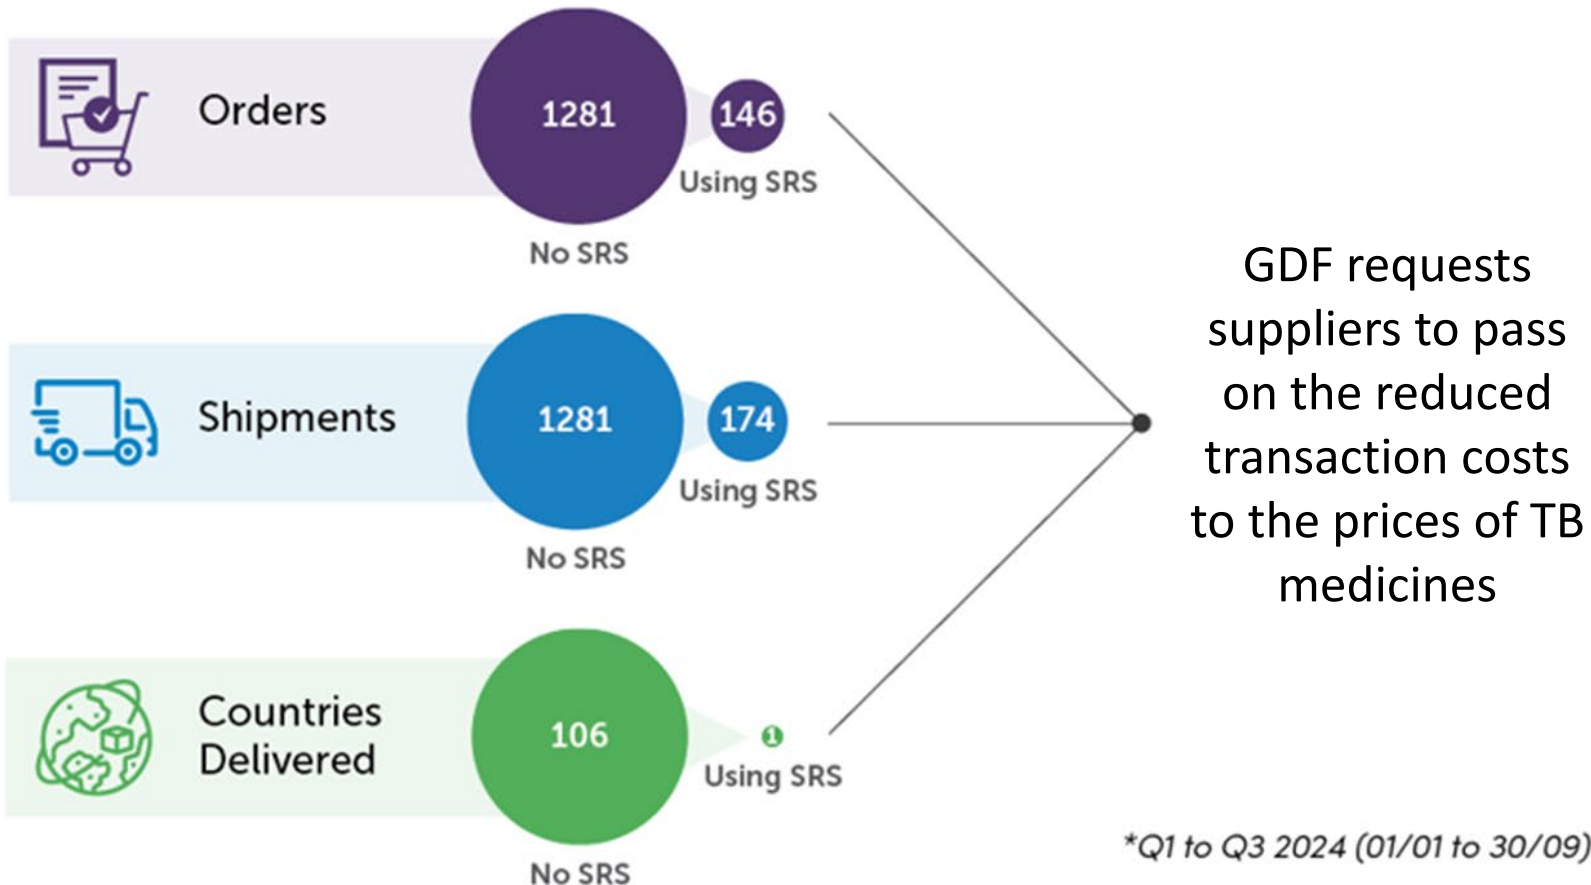 Orders
1281
146
Using SRS
No SRS
Shipments
1281
174
Using SRS
No SRS
Countries
Delivered
106
1
Using SRS
No SRS
GDF requests
suppliers to pass
on the reduced
transaction costs
to the prices of TB
medicines
*Q1 to Q3 2024 (01/01 to 30/09)